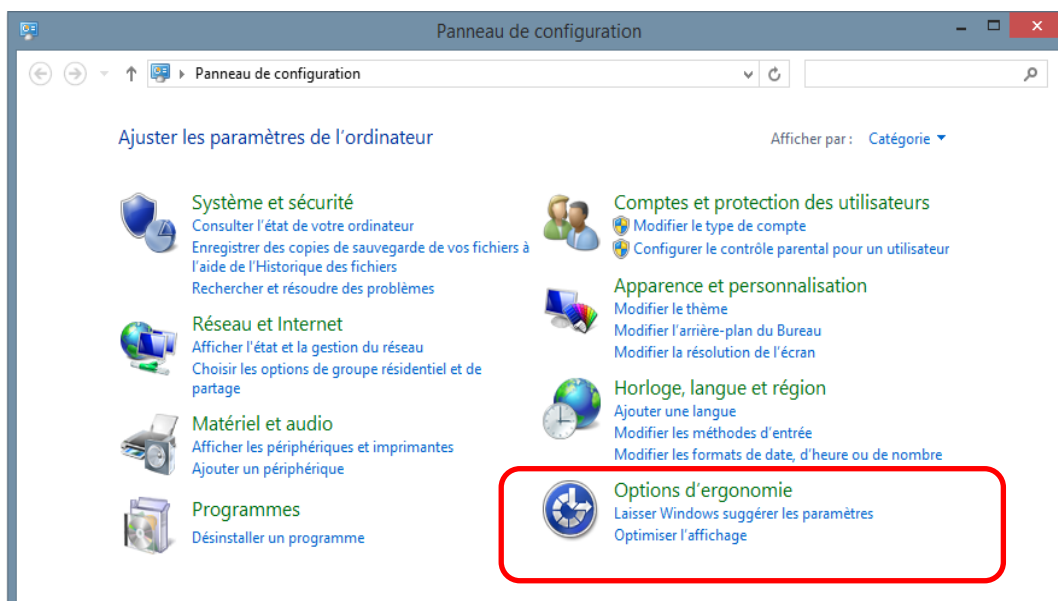 Panneau de configuration
Panneau de configuration
Ajuster les paramètres de l'ordinateur
Afficher par : Catégorie
Système et sécurité
Consulter l'état de votre ordinateur
Enregistrer des copies de sauvegarde de vos fichiers à
l'aide de l'Historique des fichiers
Rechercher et résoudre des problèmes
Réseau et Internet
Afficher l'état et la gestion du réseau
Choisir les options de groupe résidentiel et de
partage
Matériel et audio
Afficher les périphériques et imprimantes
Ajouter un périphérique
Programmes
Désinstaller un programme
Comptes et protection des utilisateurs
Modifier le type de compte
Configurer le contrôle parental pour un utilisateur
Apparence et personnalisation
Modifier le thème
Modifier l'arrière-plan du Bureau
Modifier la résolution de l'écran
Horloge, langue et région
Ajouter une langue
Modifier les méthodes d'entrée
Modifier les formats de date, d'heure ou de nombre
Options d'ergonomie
Laisser Windows suggérer les paramètres
Optimiser l'affichage